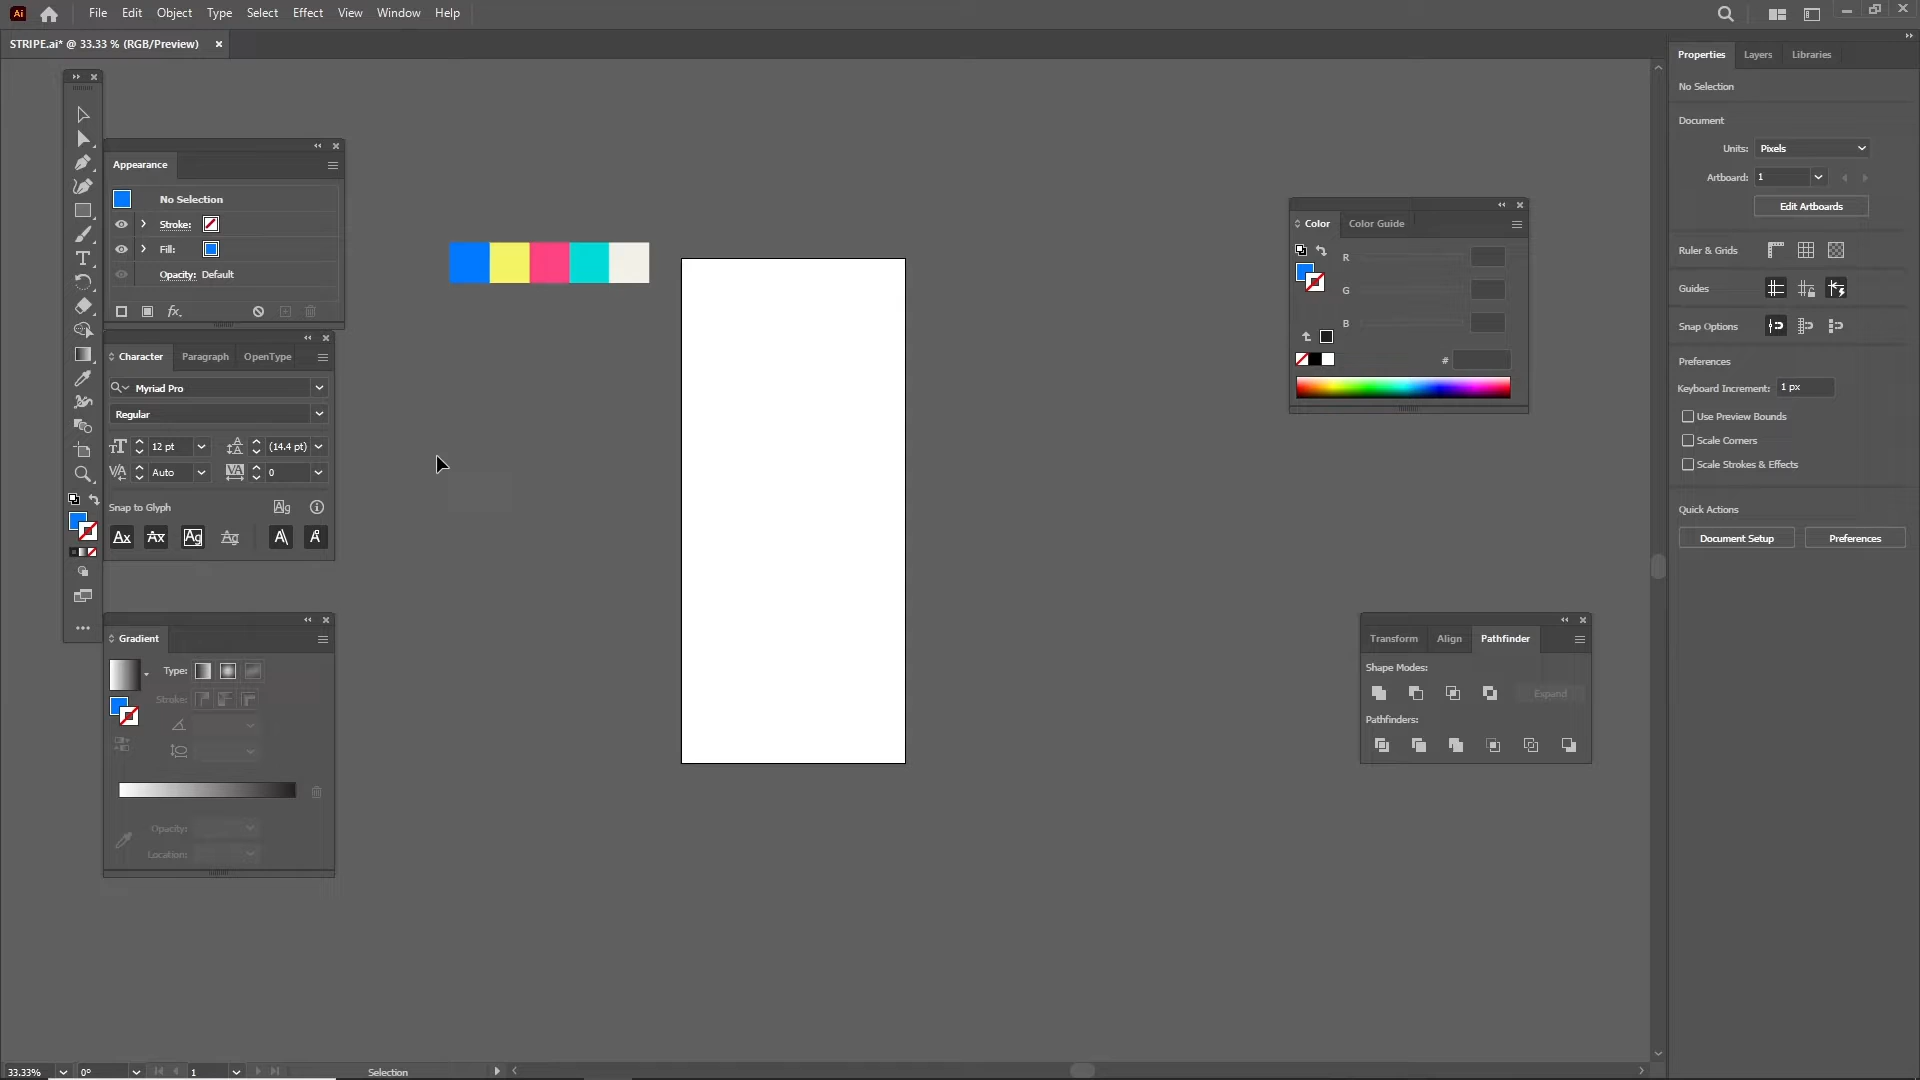 Ai File Edit Object Type Select Effect View Window Help
STRIPE.ai* @ 33.33 % (RGB/Preview)
Properties Layers Libraries
No Selection
Document
Units: Pixels
Artboard: 1
Edit Artboards
Ruler & Grids
Guides
Snap Options
Preferences
Keyboard Increment: 1 px
Use Preview Bounds
Scale Corners
Scale Strokes & Effects
Quick Actions
Document Setup Preferences
Appearance
No Selection
Stroke:
Fill:
Opacity: Default
fx
Character Paragraph OpenType
Myriad Pro
Regular
12 pt (14.4 pt)
Auto 0
Snap to Glyph
Gradient
Type:
Stroke:
Opacity:
Location:
Color Color Guide
R
G
B
#
Transform Align Pathfinder
Shape Modes:
Expand
Pathfinders:
33.33% 0° 1 Selection